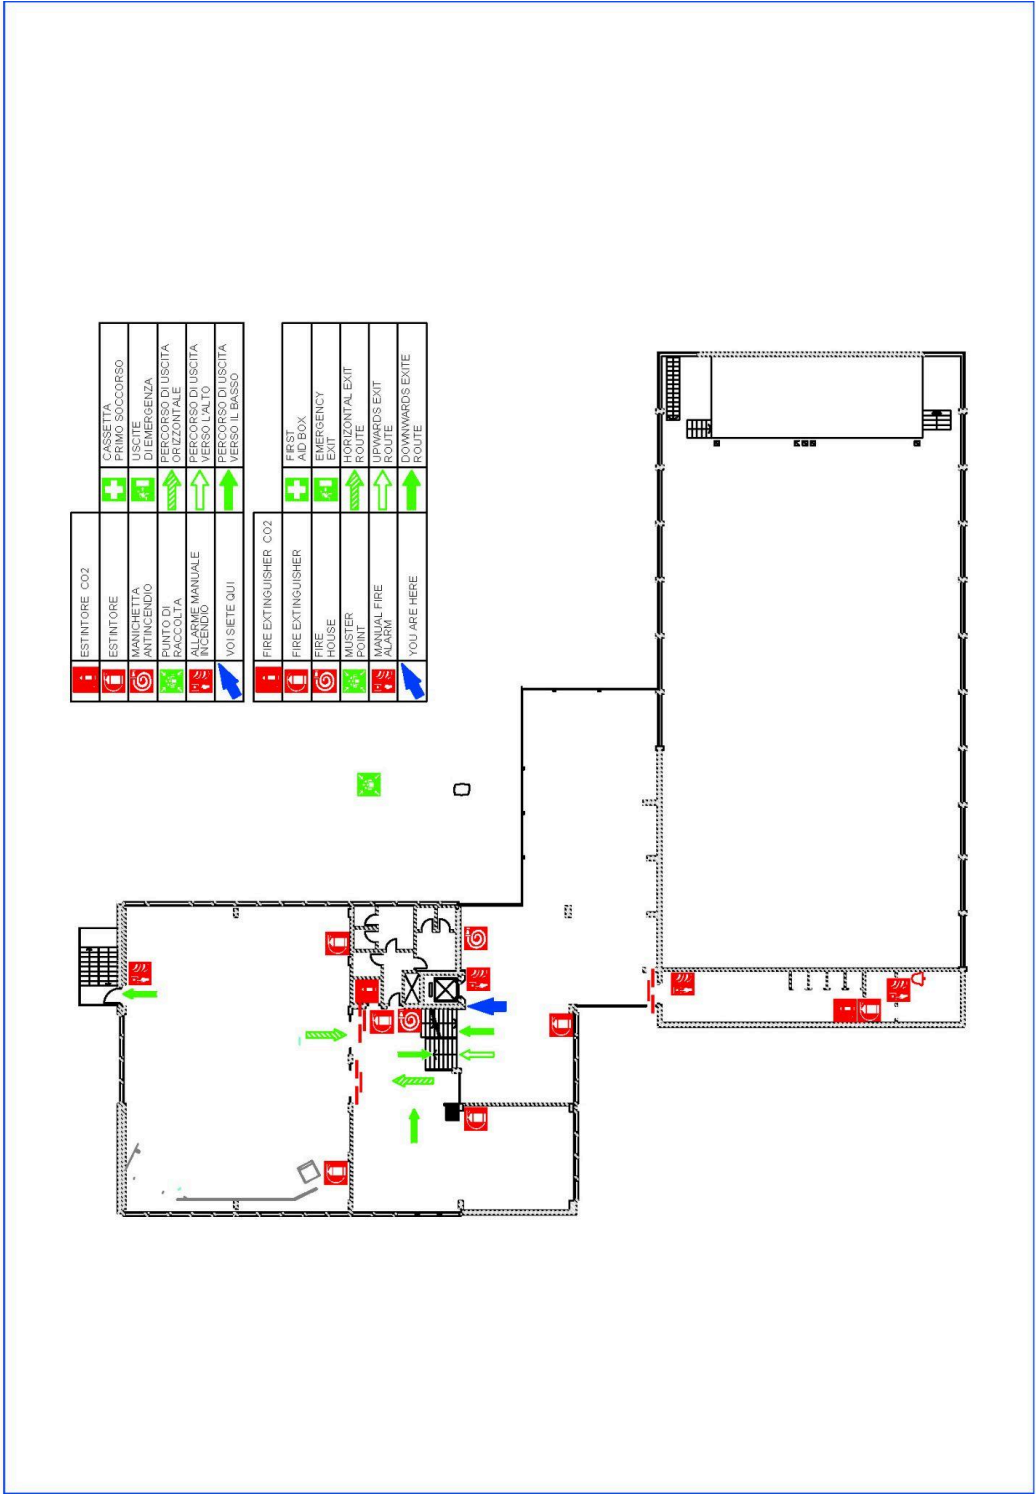 ESTINTORE CO2
ESTINTORE
MANICHETTA
ANTINCENDIO
PUNTO DI
RACCOLTA
ALLARME MANUALE
INCENDIO
VOI SIETE QUI
CASSETTA
PRIMO SOCCORSO
USCITE
DI EMERGENZA
PERCORSO DI USCITA
ORIZZONTALE
PERCORSO DI USCITA
VERSO L'ALTO
PERCORSO DI USCITA
VERSO IL BASSO
FIRE EXTINGUISHER CO2
FIRE EXTINGUISHER
FIRE
HOUSE
MUSTER
POINT
MANUAL FIRE
ALARM
YOU ARE HERE
FIRST
AID BOX
EMERGENCY
EXIT
HORIZONTAL EXIT
ROUTE
UPWARDS EXIT
ROUTE
DOWNWARDS EXITE
ROUTE